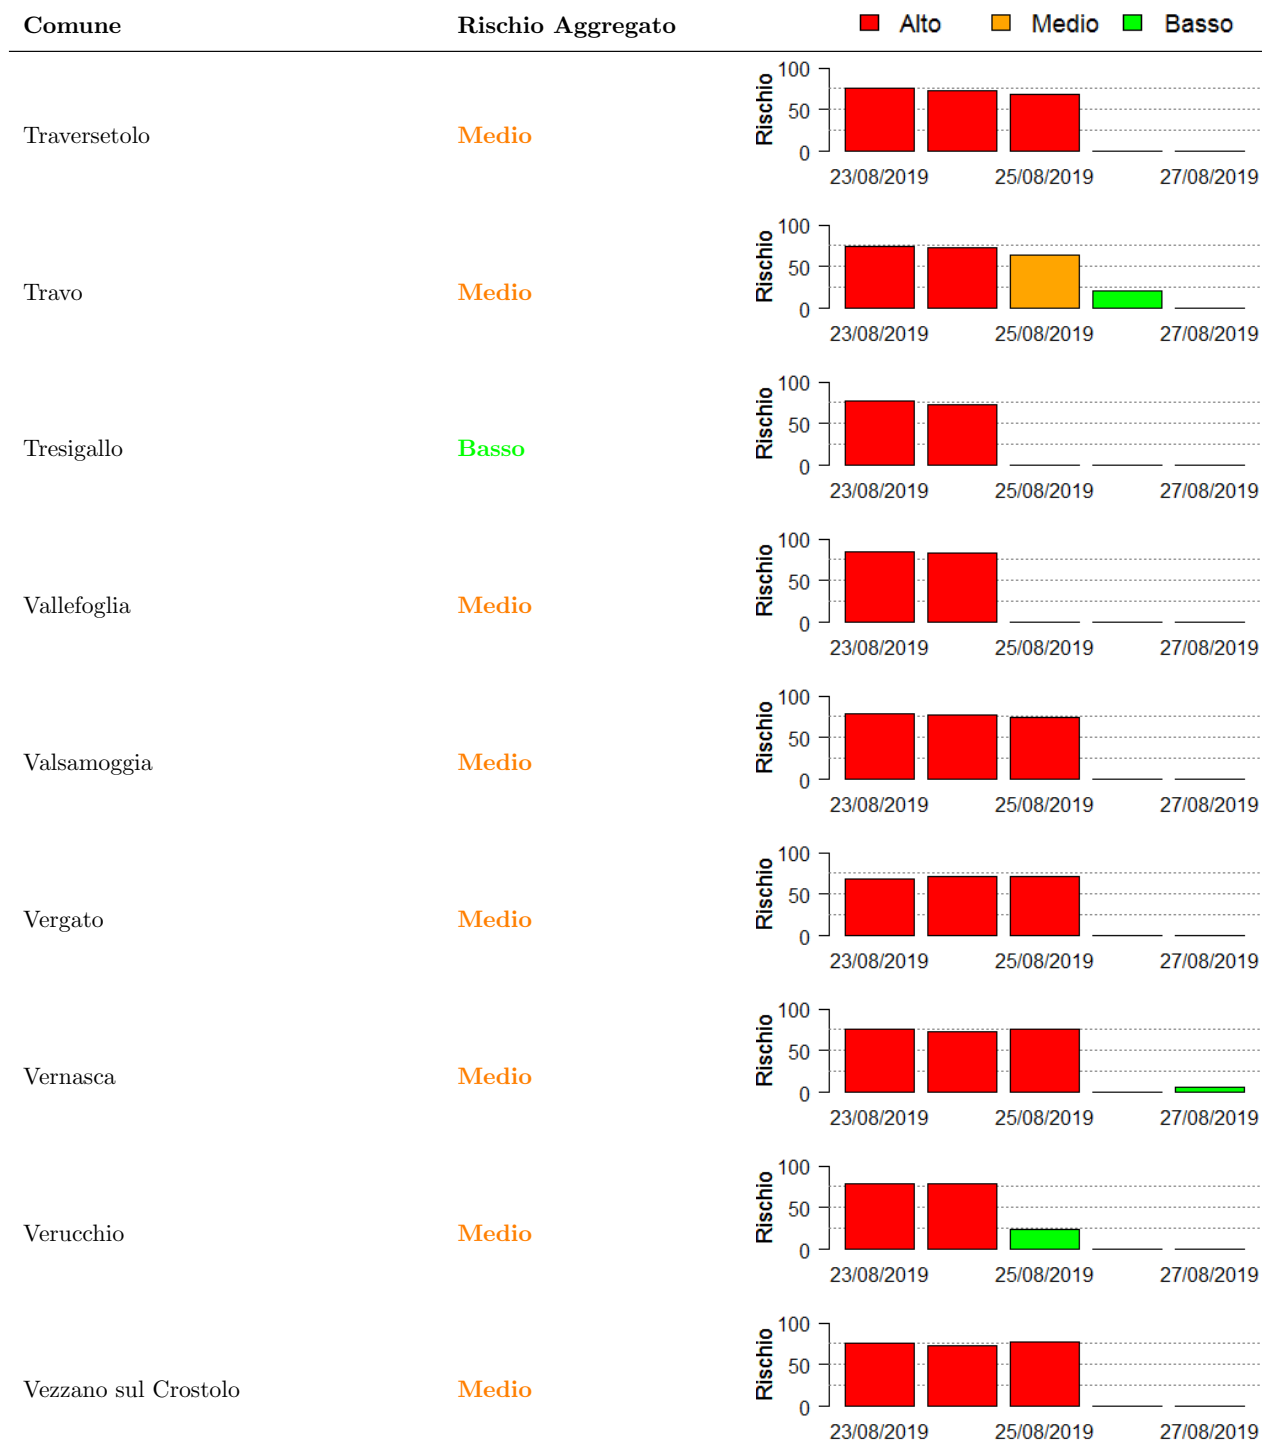 Comune Rischio Aggregato Alto Medio Basso
Traversetolo Medio Rischio 100 50 0
23/08/2019 25/08/2019 27/08/2019
Travo Medio Rischio 100 50 0
23/08/2019 25/08/2019 27/08/2019
Tresigallo Basso Rischio 100 50 0
23/08/2019 25/08/2019 27/08/2019
Vallefoglia Medio Rischio 100 50 0
23/08/2019 25/08/2019 27/08/2019
Valsamoggia Medio Rischio 100 50 0
23/08/2019 25/08/2019 27/08/2019
Vergato Medio Rischio 100 50 0
23/08/2019 25/08/2019 27/08/2019
Vernasca Medio Rischio 100 50 0
23/08/2019 25/08/2019 27/08/2019
Verucchio Medio Rischio 100 50 0
23/08/2019 25/08/2019 27/08/2019
Vezzano sul Crostolo Medio Rischio 100 50 0
23/08/2019 25/08/2019 27/08/2019